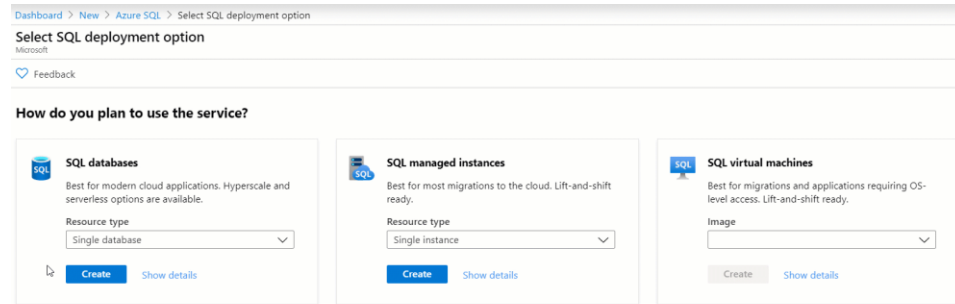 Dashboard > New > Azure SQL > Select SQL deployment option
Select SQL deployment option
Microsoft
Feedback
How do you plan to use the service?
SQL
SQL databases
Best for modern cloud applications. Hyperscale and
serverless options are available.
Resource type
Single database
Create Show details
SQL
SQL managed instances
Best for most migrations to the cloud. Lift-and-shift
ready.
Resource type
Single instance
Create Show details
SQL
SQL virtual machines
Best for migrations and applications requiring OS-
level access. Lift-and-shift ready.
Image
Create Show details